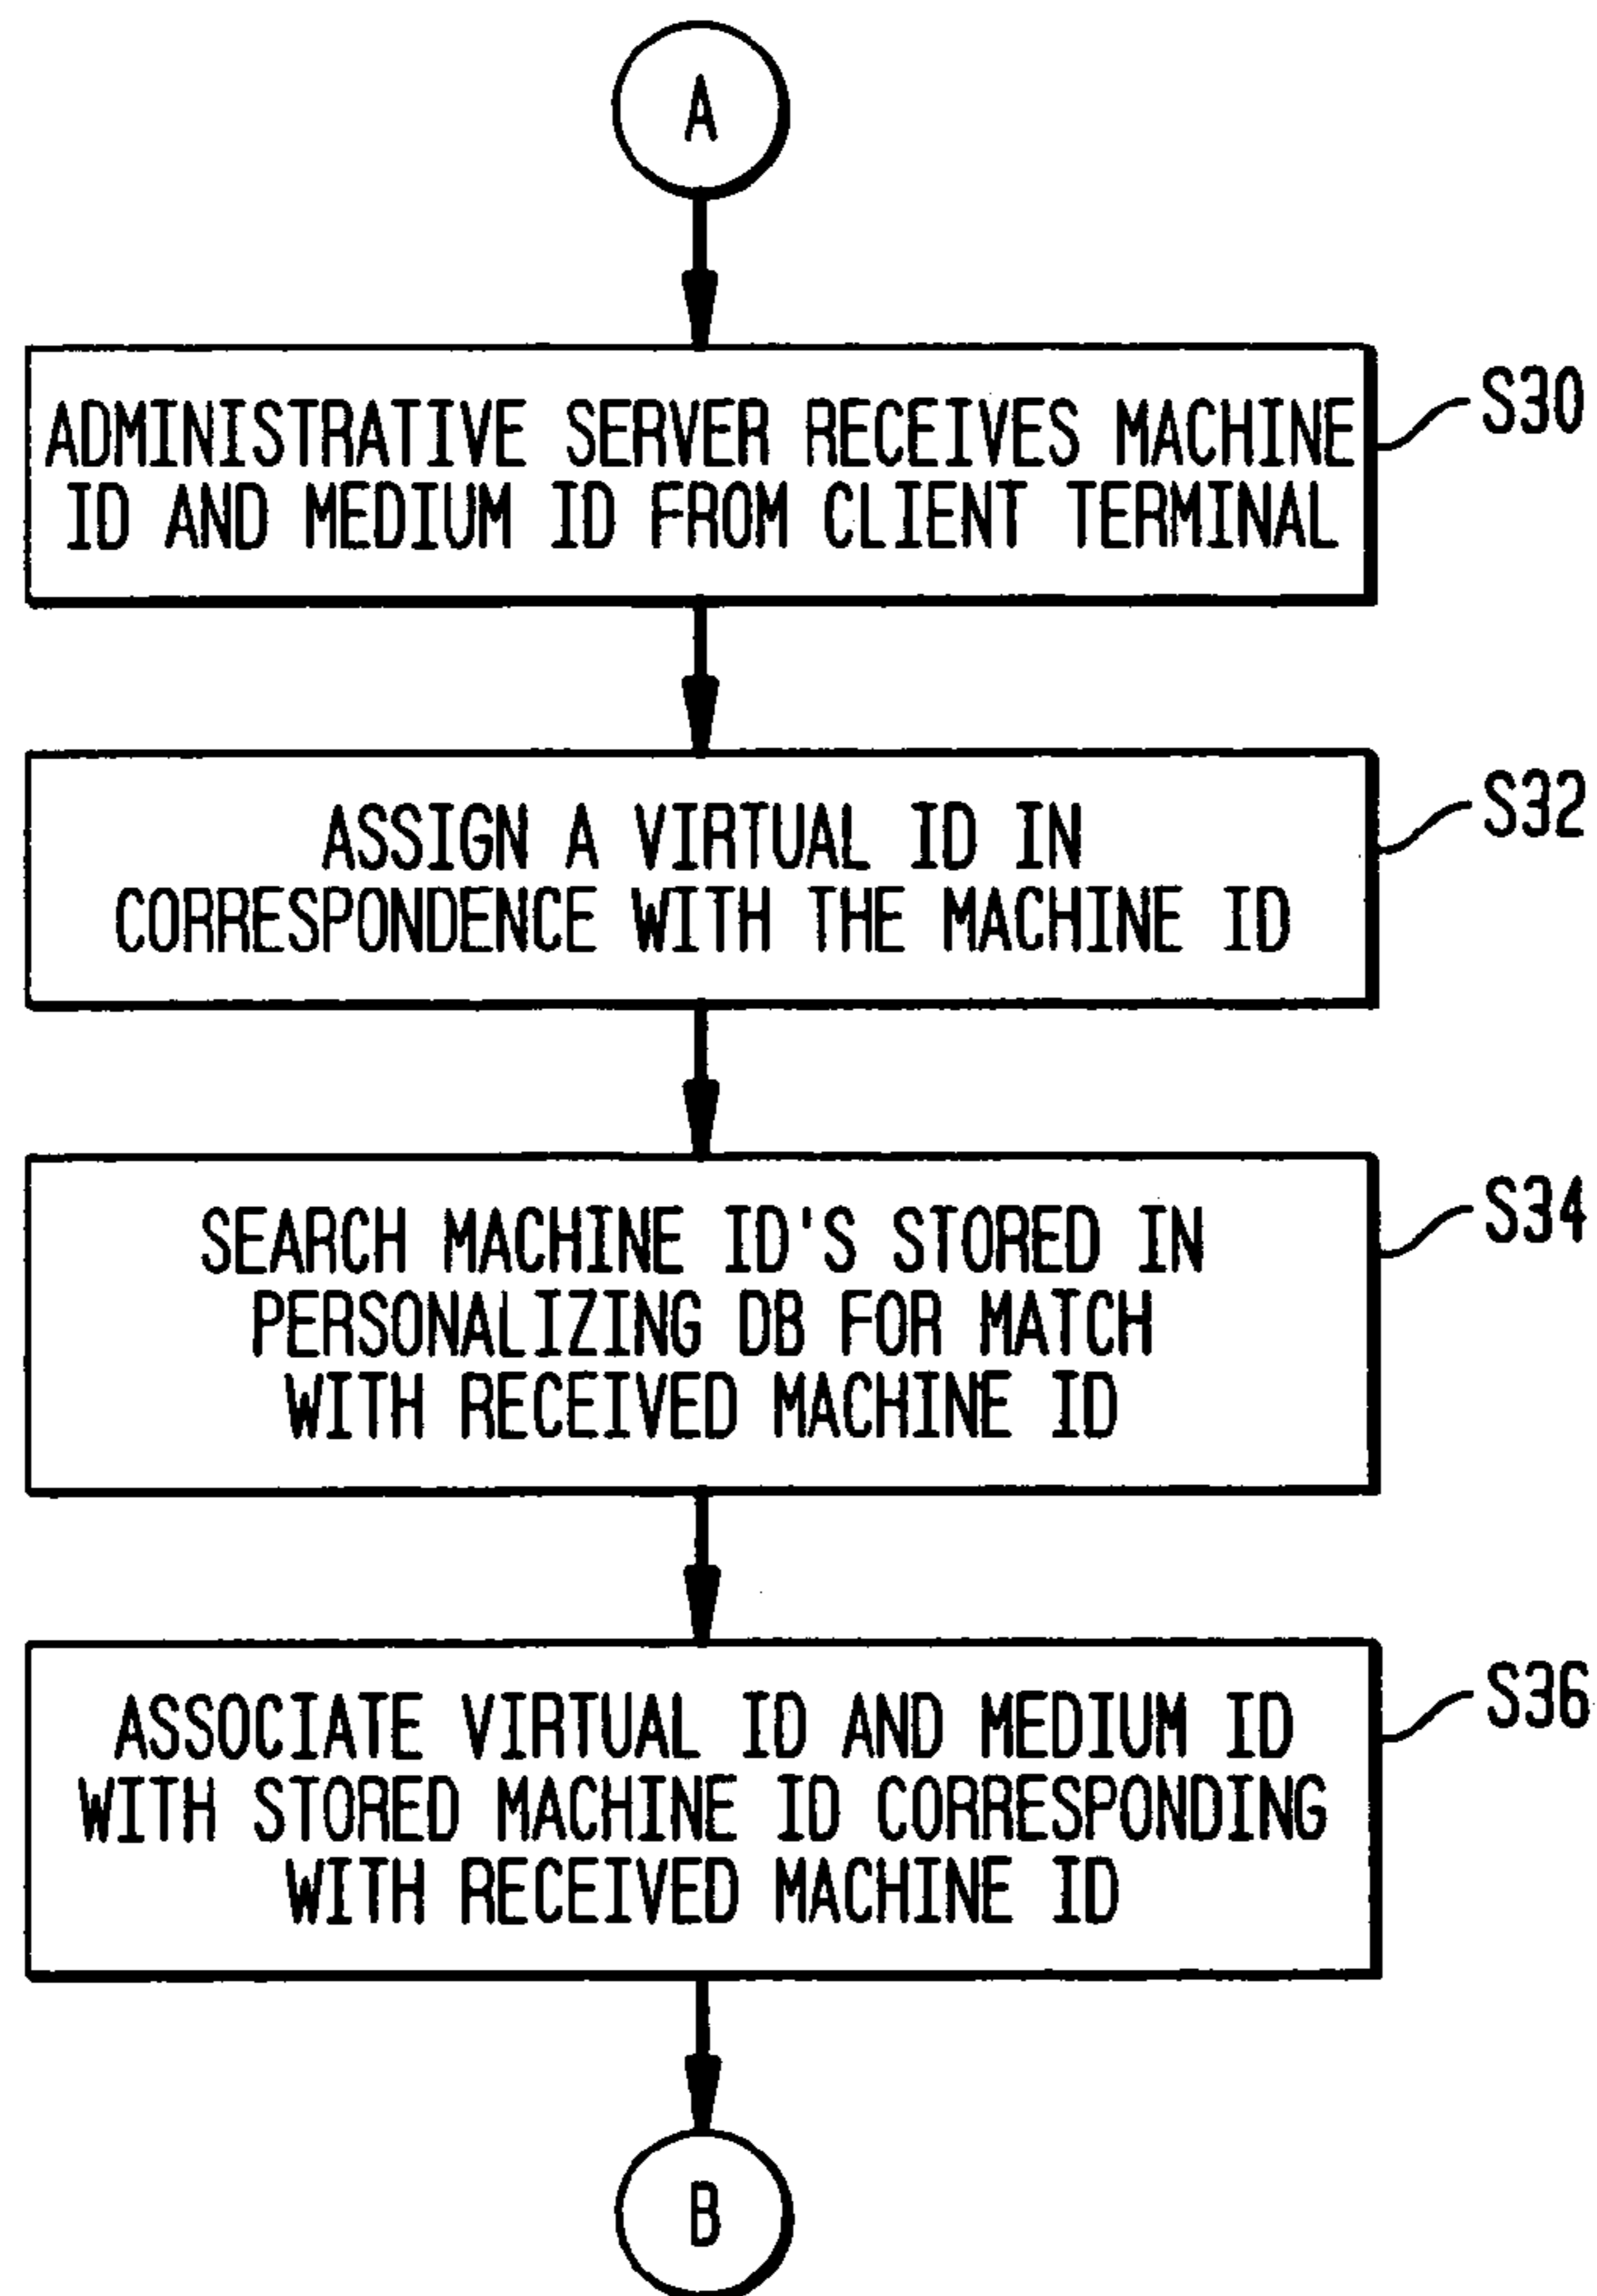 A
ADMINISTRATIVE SERVER RECEIVES MACHINE
ID AND MEDIUM ID FROM CLIENT TERMINAL
S30
ASSIGN A VIRTUAL ID IN
CORRESPONDENCE WITH THE MACHINE ID
S32
SEARCH MACHINE ID'S STORED IN
PERSONALIZING DB FOR MATCH
WITH RECEIVED MACHINE ID
S34
ASSOCIATE VIRTUAL ID AND MEDIUM ID
WITH STORED MACHINE ID CORRESPONDING
WITH RECEIVED MACHINE ID
S36
B